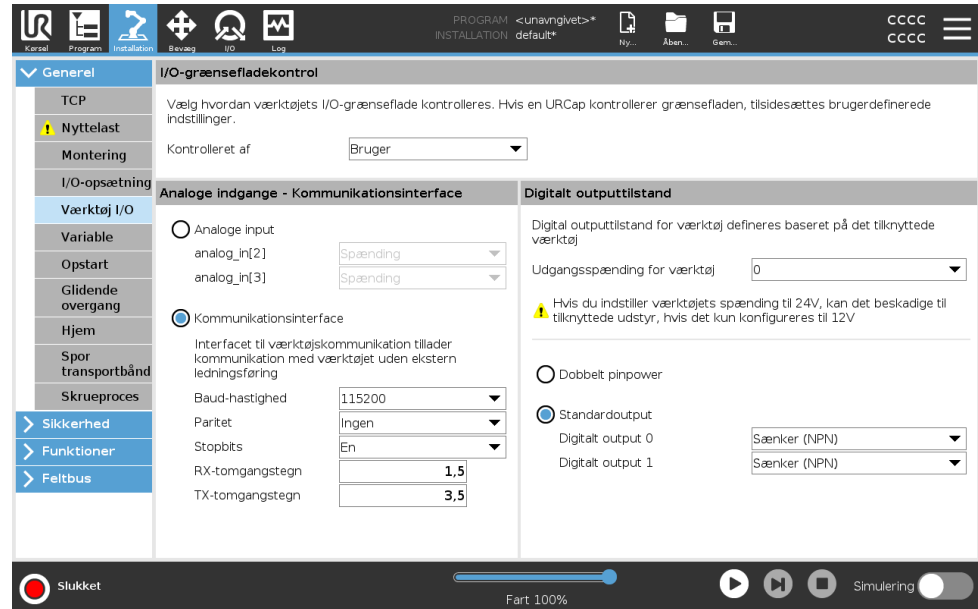 PROGRAM <unavngivet>*
INSTALLATION default*
UR
Kørsel
Program
Installation
Bevæg
I/O
Log
Ny...
Åben...
Gem...
CCCC
CCCC
Generel
TCP
Nyttelast
Montering
I/O-opsætning
Værktøj I/O
Variable
Opstart
Glidende
overgang
Hjem
Spor
transportbånd
Skrueproces
Sikkerhed
Funktioner
Feltbus
I/O-grænsefladekontrol
Vælg hvordan værktøjets I/O-grænseflade kontrolleres. Hvis en URCap kontrollerer grænsefladen, tilsidesættes brugerdefinerede
indstillinger.
Kontrolleret af
Bruger
Analoge indgange - Kommunikationsinterface
Analoge input
analog_in[2]
Spænding
analog_in[3]
Spænding
Kommunikationsinterface
Interfacet til værktøjskommunikation tillader
kommunikation med værktøjet uden ekstern
ledningsføring
Baud-hastighed
115200
Paritet
Ingen
Stopbits
En
RX-tomgangstegn
1,5
TX-tomgangstegn
3,5
Digitalt outputtilstand
Digital outputtilstand for værktøj defineres baseret på det tilknyttede
værktøj
Udgangsspænding for værktøj
0
Hvis du indstiller værktøjets spænding til 24V, kan det beskadige til
tilknyttede udstyr, hvis det kun konfigureres til 12V
Dobbelt pinpower
Standardoutput
Digitalt output 0
Sænker (NPN)
Digitalt output 1
Sænker (NPN)
Slukket
Fart 100%
Simulering